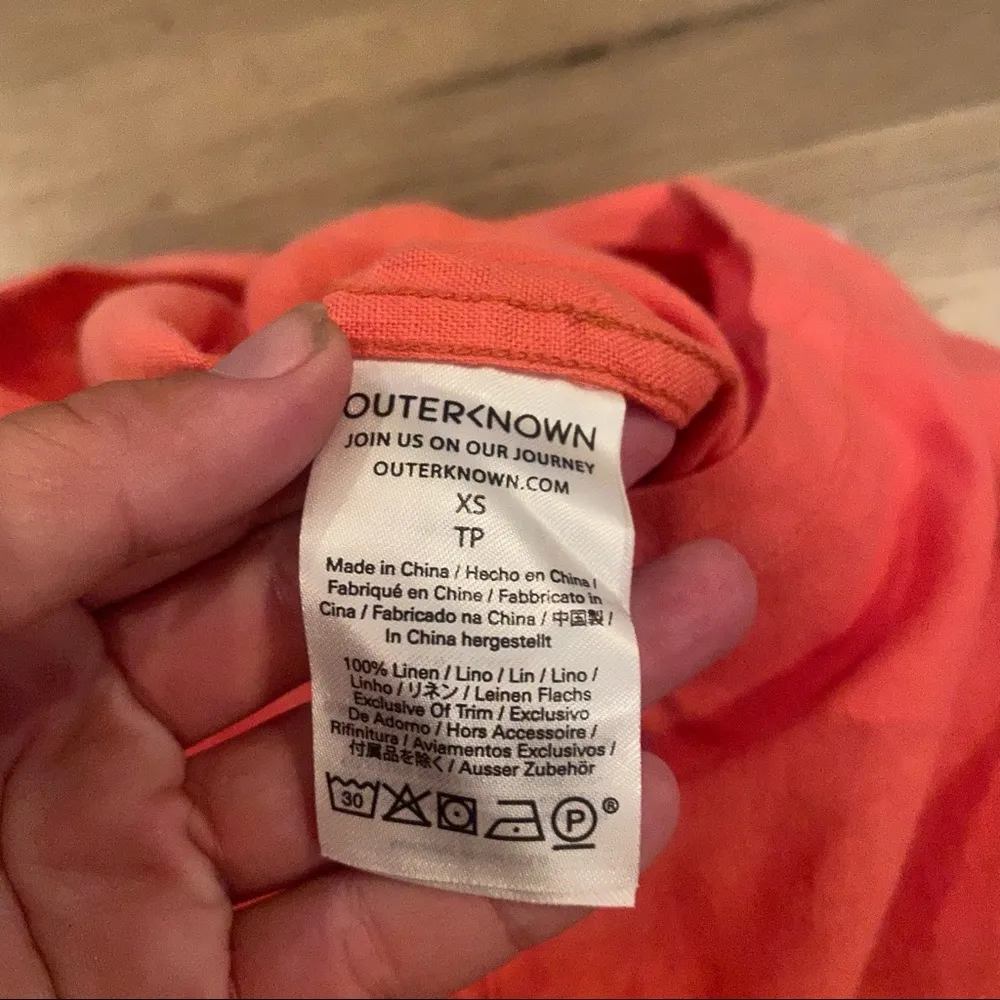 OUTER<NOWN
JOIN US ON OUR JOURNEY
OUTERKNOWN.COM
XS
TP
Made in China / Hecho en China /
Fabriqué en Chine / Fabbricato in
Cina / Fabricado na China / 中国製 /
In China hergestellt
100% Linen / Lino / Lin / Lino /
Linho / リネン / Leinen Flachs
Exclusive Of Trim / Exclusivo
De Adorno / Hors Accessoire /
Rifinitura / Aviamentos Exclusivos /
付属品を除く / Ausser Zubehör
30 P ®